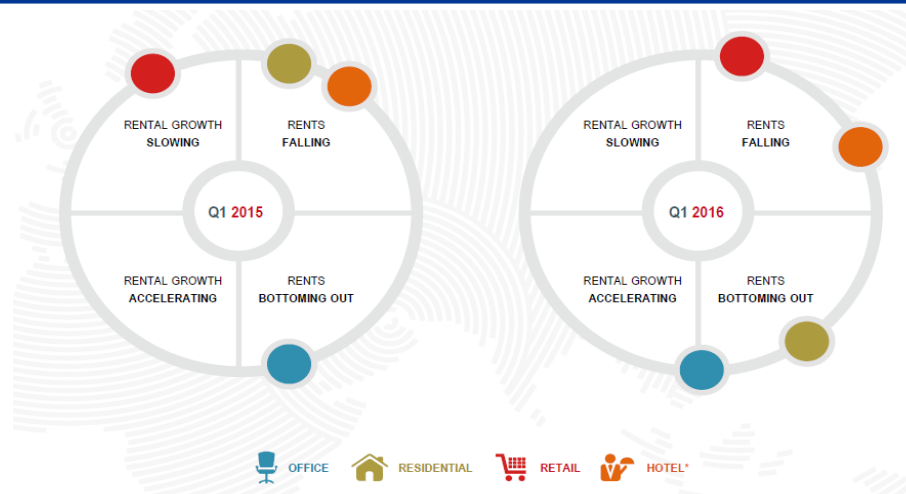 RENTAL GROWTH
SLOWING
RENTS
FALLING
Q1 2015
RENTAL GROWTH
ACCELERATING
RENTS
BOTTOMING OUT
RENTAL GROWTH
SLOWING
RENTS
FALLING
Q1 2016
RENTAL GROWTH
ACCELERATING
RENTS
BOTTOMING OUT
OFFICE
RESIDENTIAL
RETAIL
HOTEL*